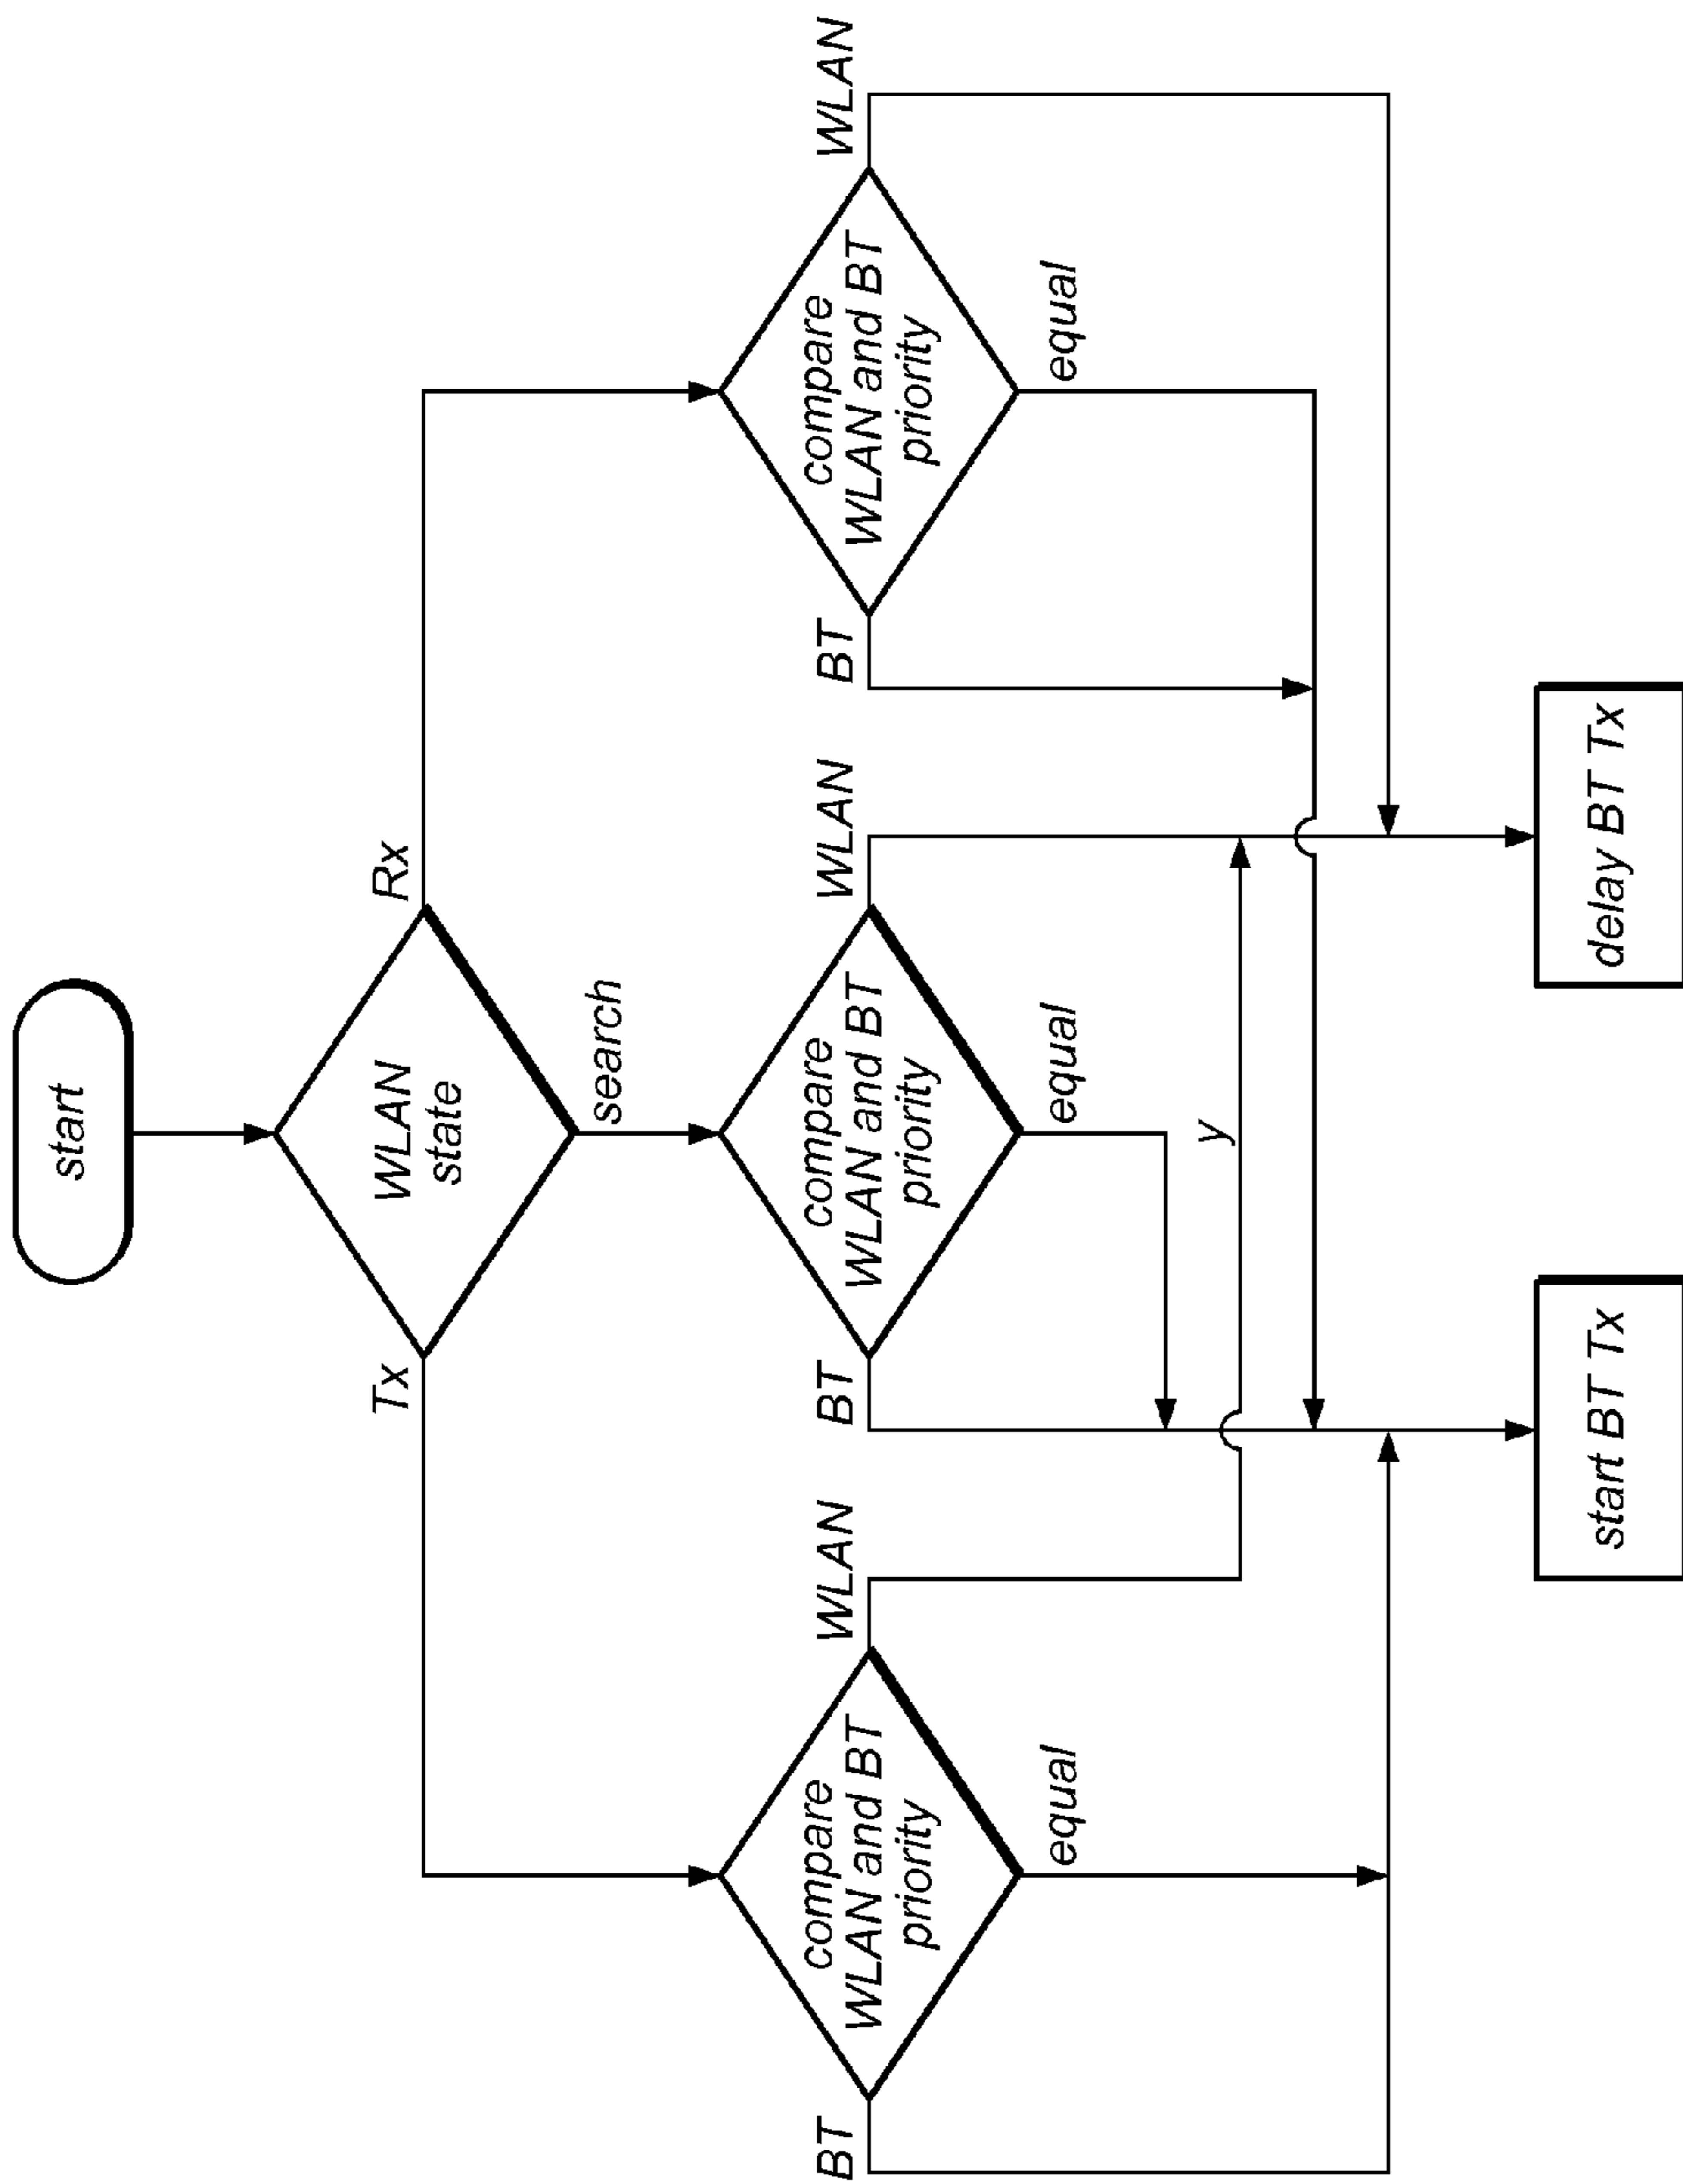 start
WLAN
state
Tx
Rx
search
compare
WLAN and BT
priority
BT
WLAN
equal
compare
WLAN and BT
priority
BT
WLAN
equal
compare
WLAN and BT
priority
BT
WLAN
equal
y
start BT Tx
delay BT Tx